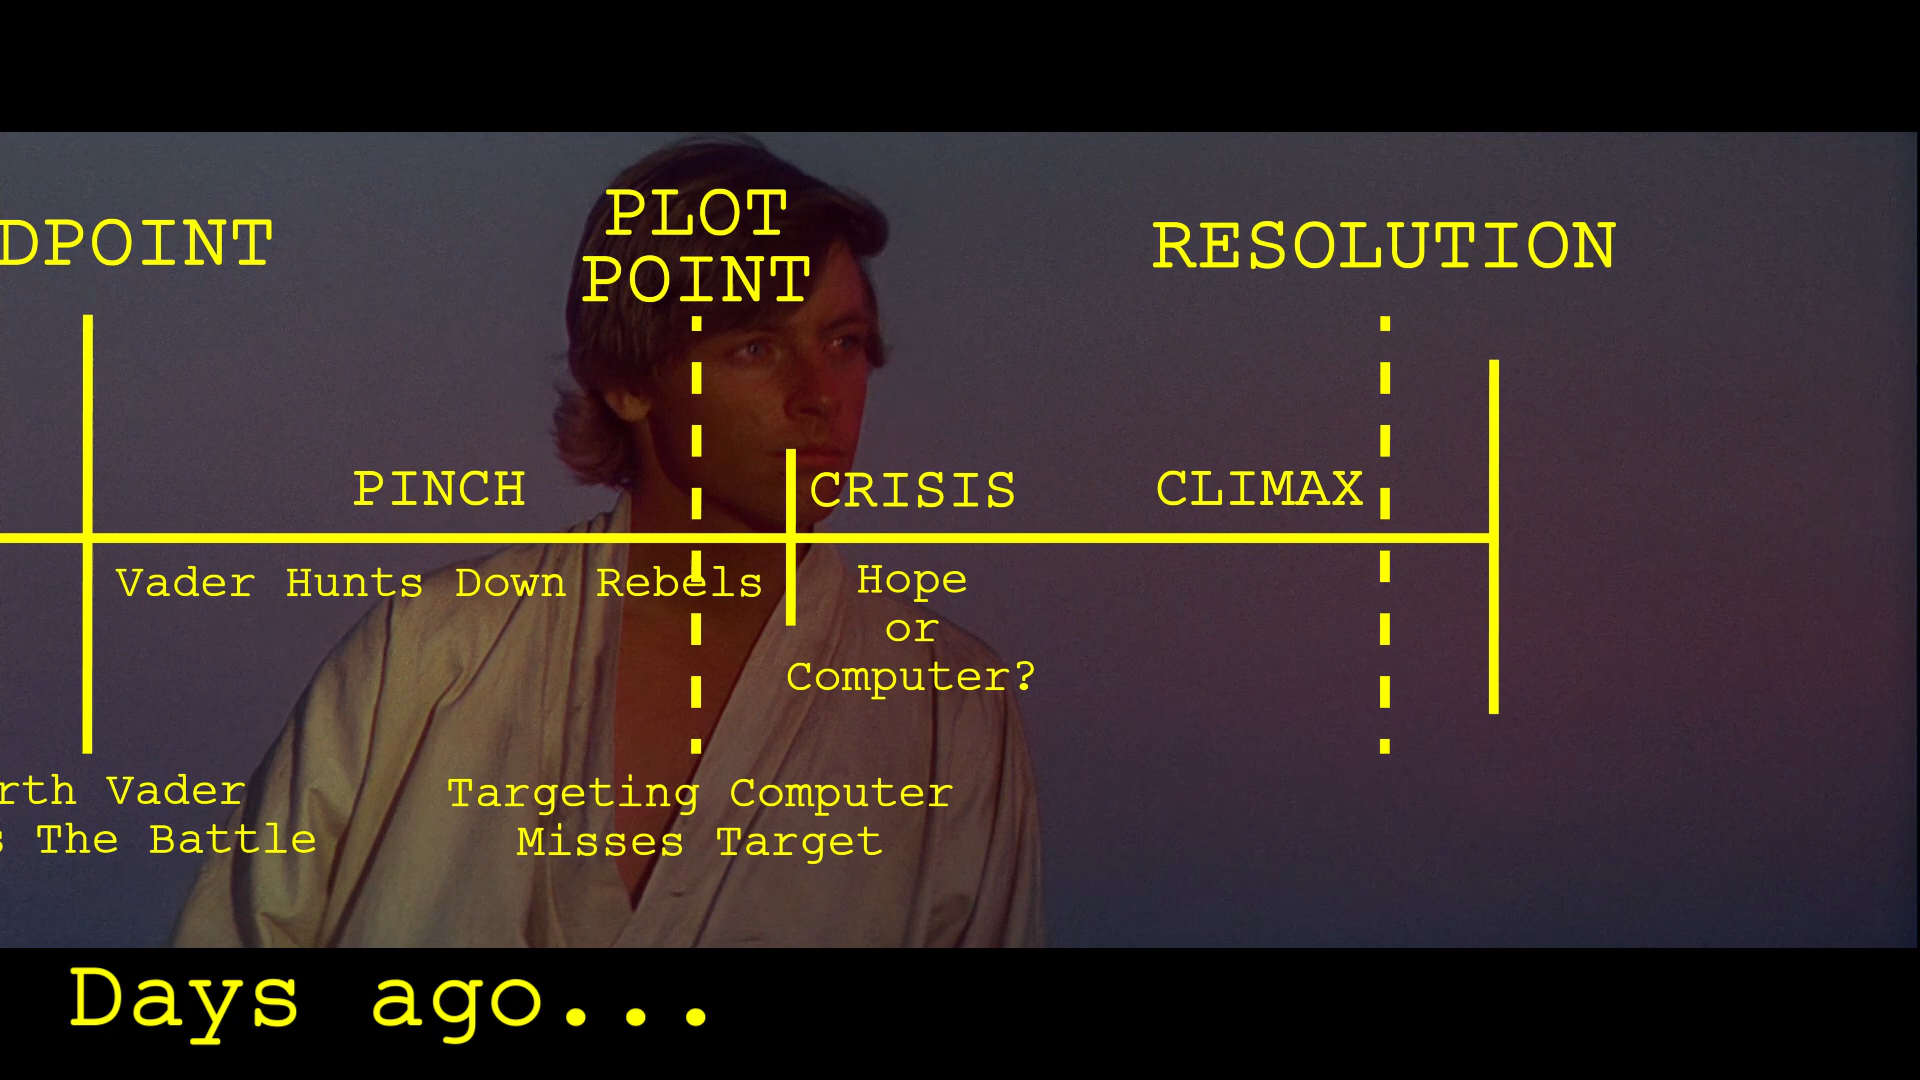 DPOINT
PLOT
POINT
RESOLUTION
PINCH
CRISIS
CLIMAX
Vader Hunts Down Rebels
Hope
or
Computer?
rth Vader
s The Battle
Targeting Computer
Misses Target
Days ago...